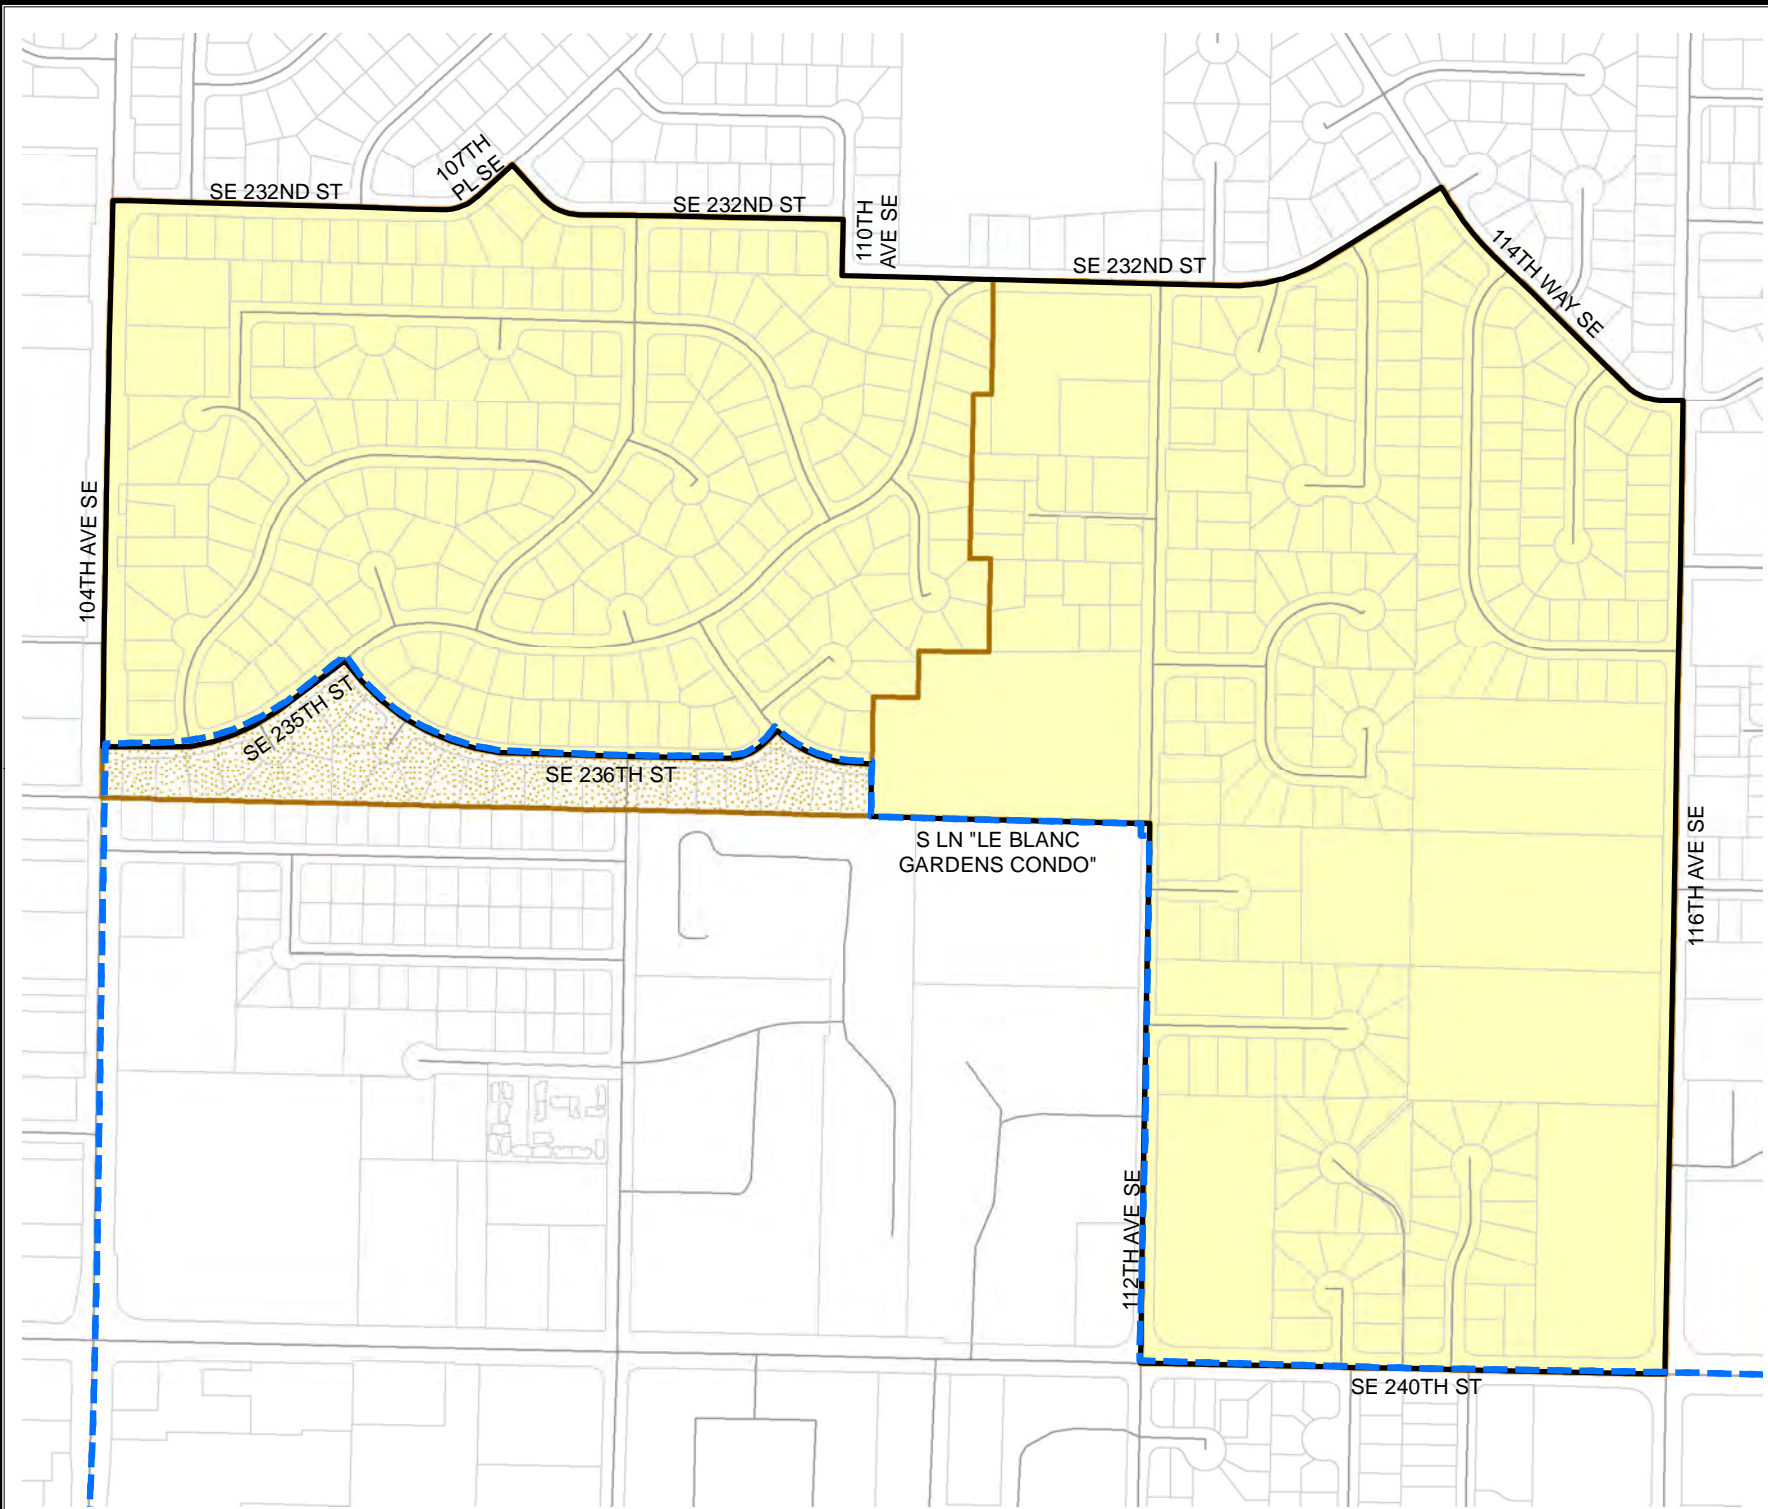 107TH
PL SE
SE 232ND ST
SE 232ND ST
110TH
AVE SE
SE 232ND ST
114TH WAY SE
104TH AVE SE
SE 235TH ST
SE 236TH ST
S LN "LE BLANC
GARDENS CONDO"
116TH AVE SE
112TH AVE SE
SE 240TH ST